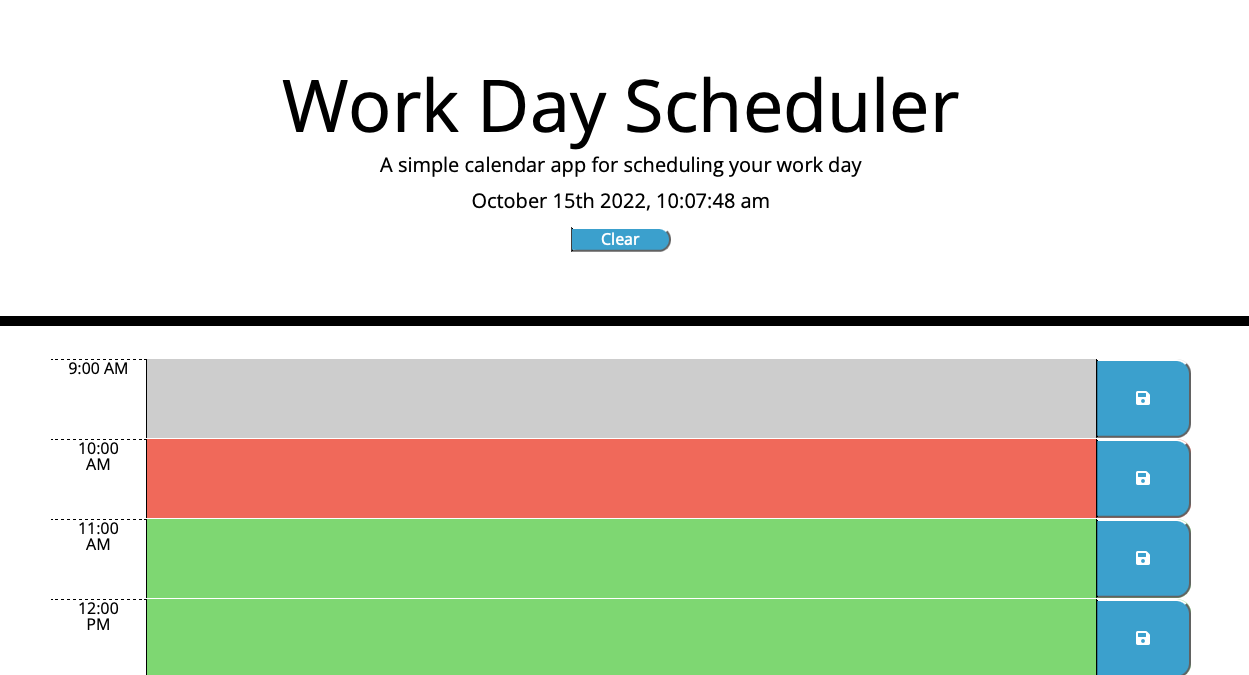 Work Day Scheduler
A simple calendar app for scheduling your work day
October 15th 2022, 10:07:48 am
Clear
9:00 AM
10:00
AM
11:00
AM
12:00
PM